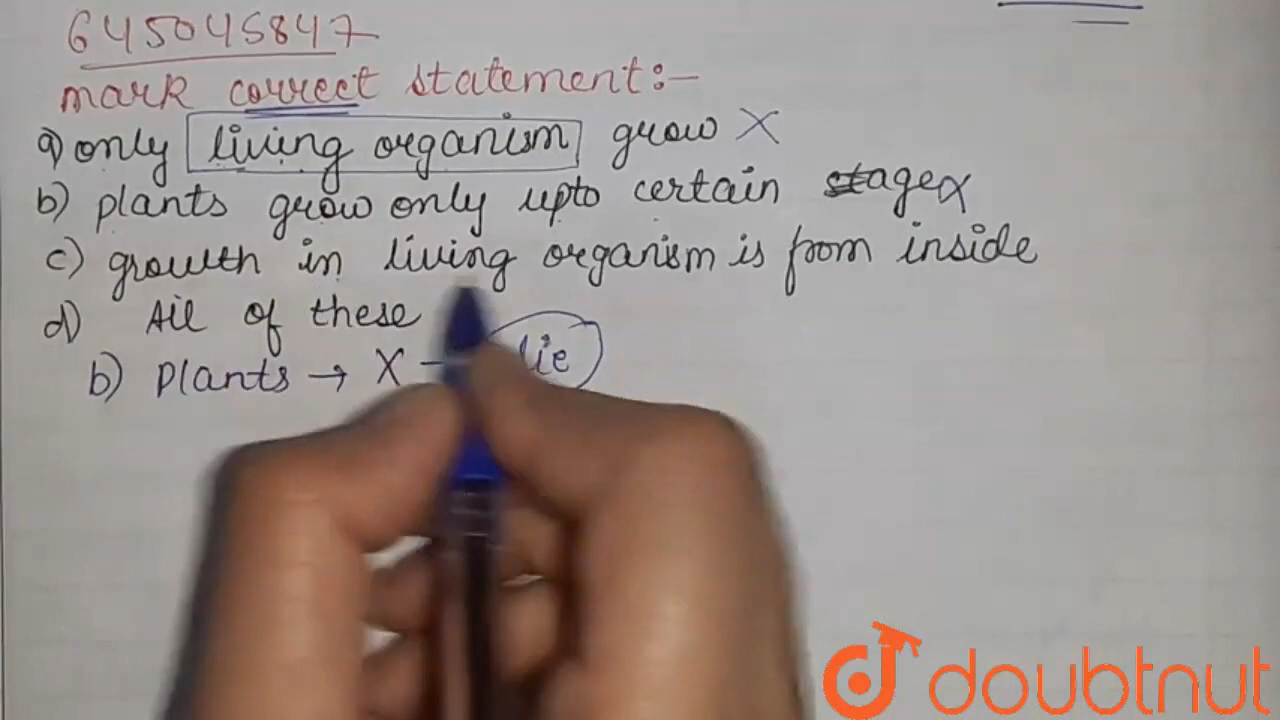 645045847
mark correct statement:-
a) only living organism grow X
b) plants grow only upto certain stage X
c) growth in living organism is from inside
d) All of these
b) Plants → X
doubtnut